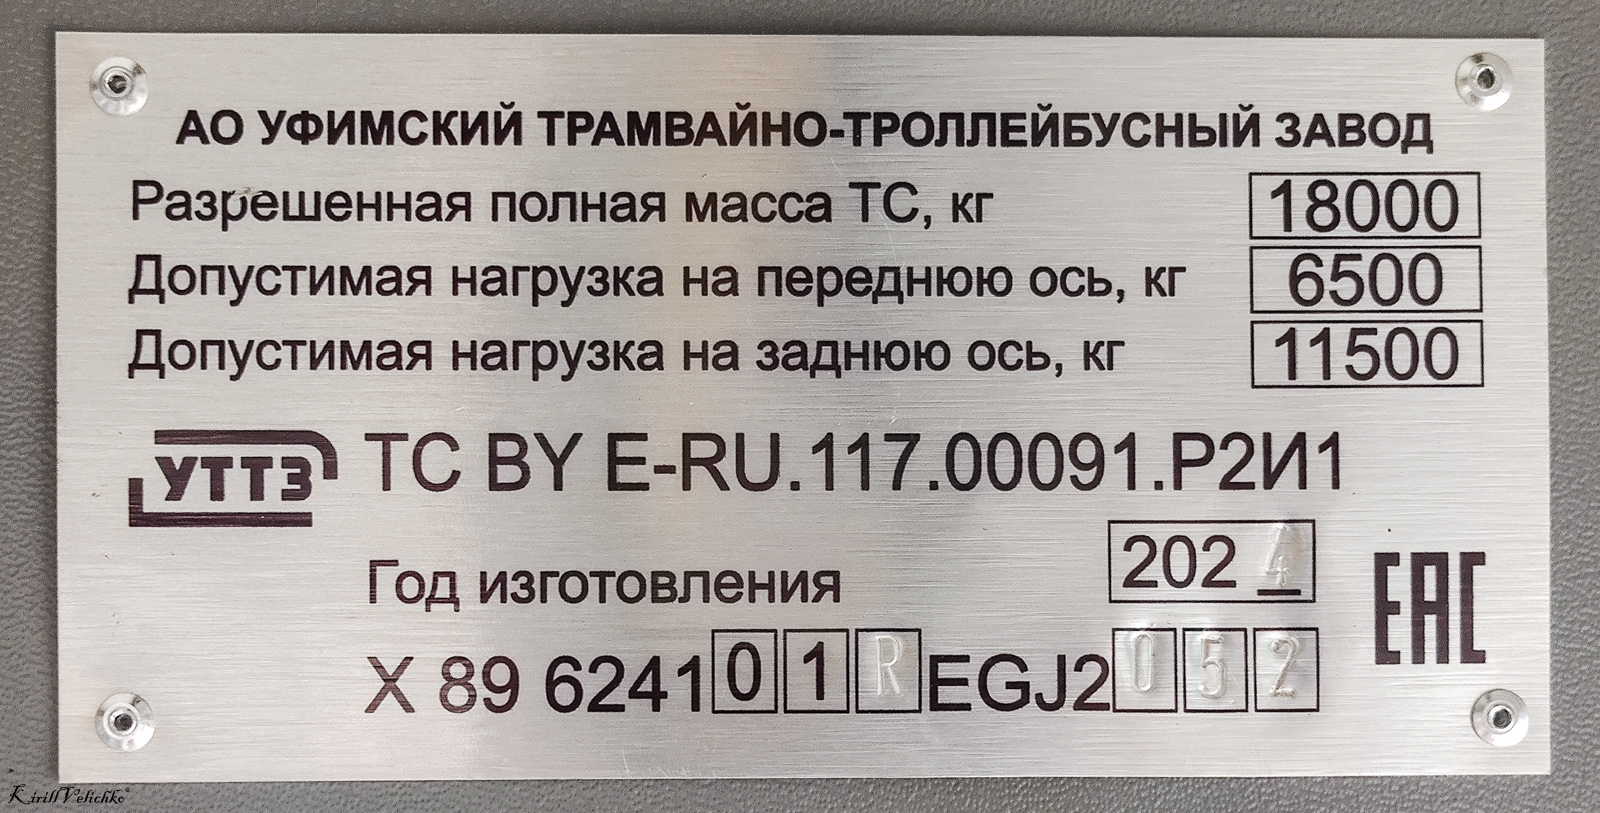 АО УФИМСКИЙ ТРАМВАЙНО-ТРОЛЛЕЙБУСНЫЙ ЗАВОД
Разрешенная полная масса ТС, кг 18000
Допустимая нагрузка на переднюю ось, кг 6500
Допустимая нагрузка на заднюю ось, кг 11500
УТТЗ ТС BY E-RU.117.00091.Р2И1
Год изготовления 2024
EAC
X 89 624101REGJ2052
KirillVelichko